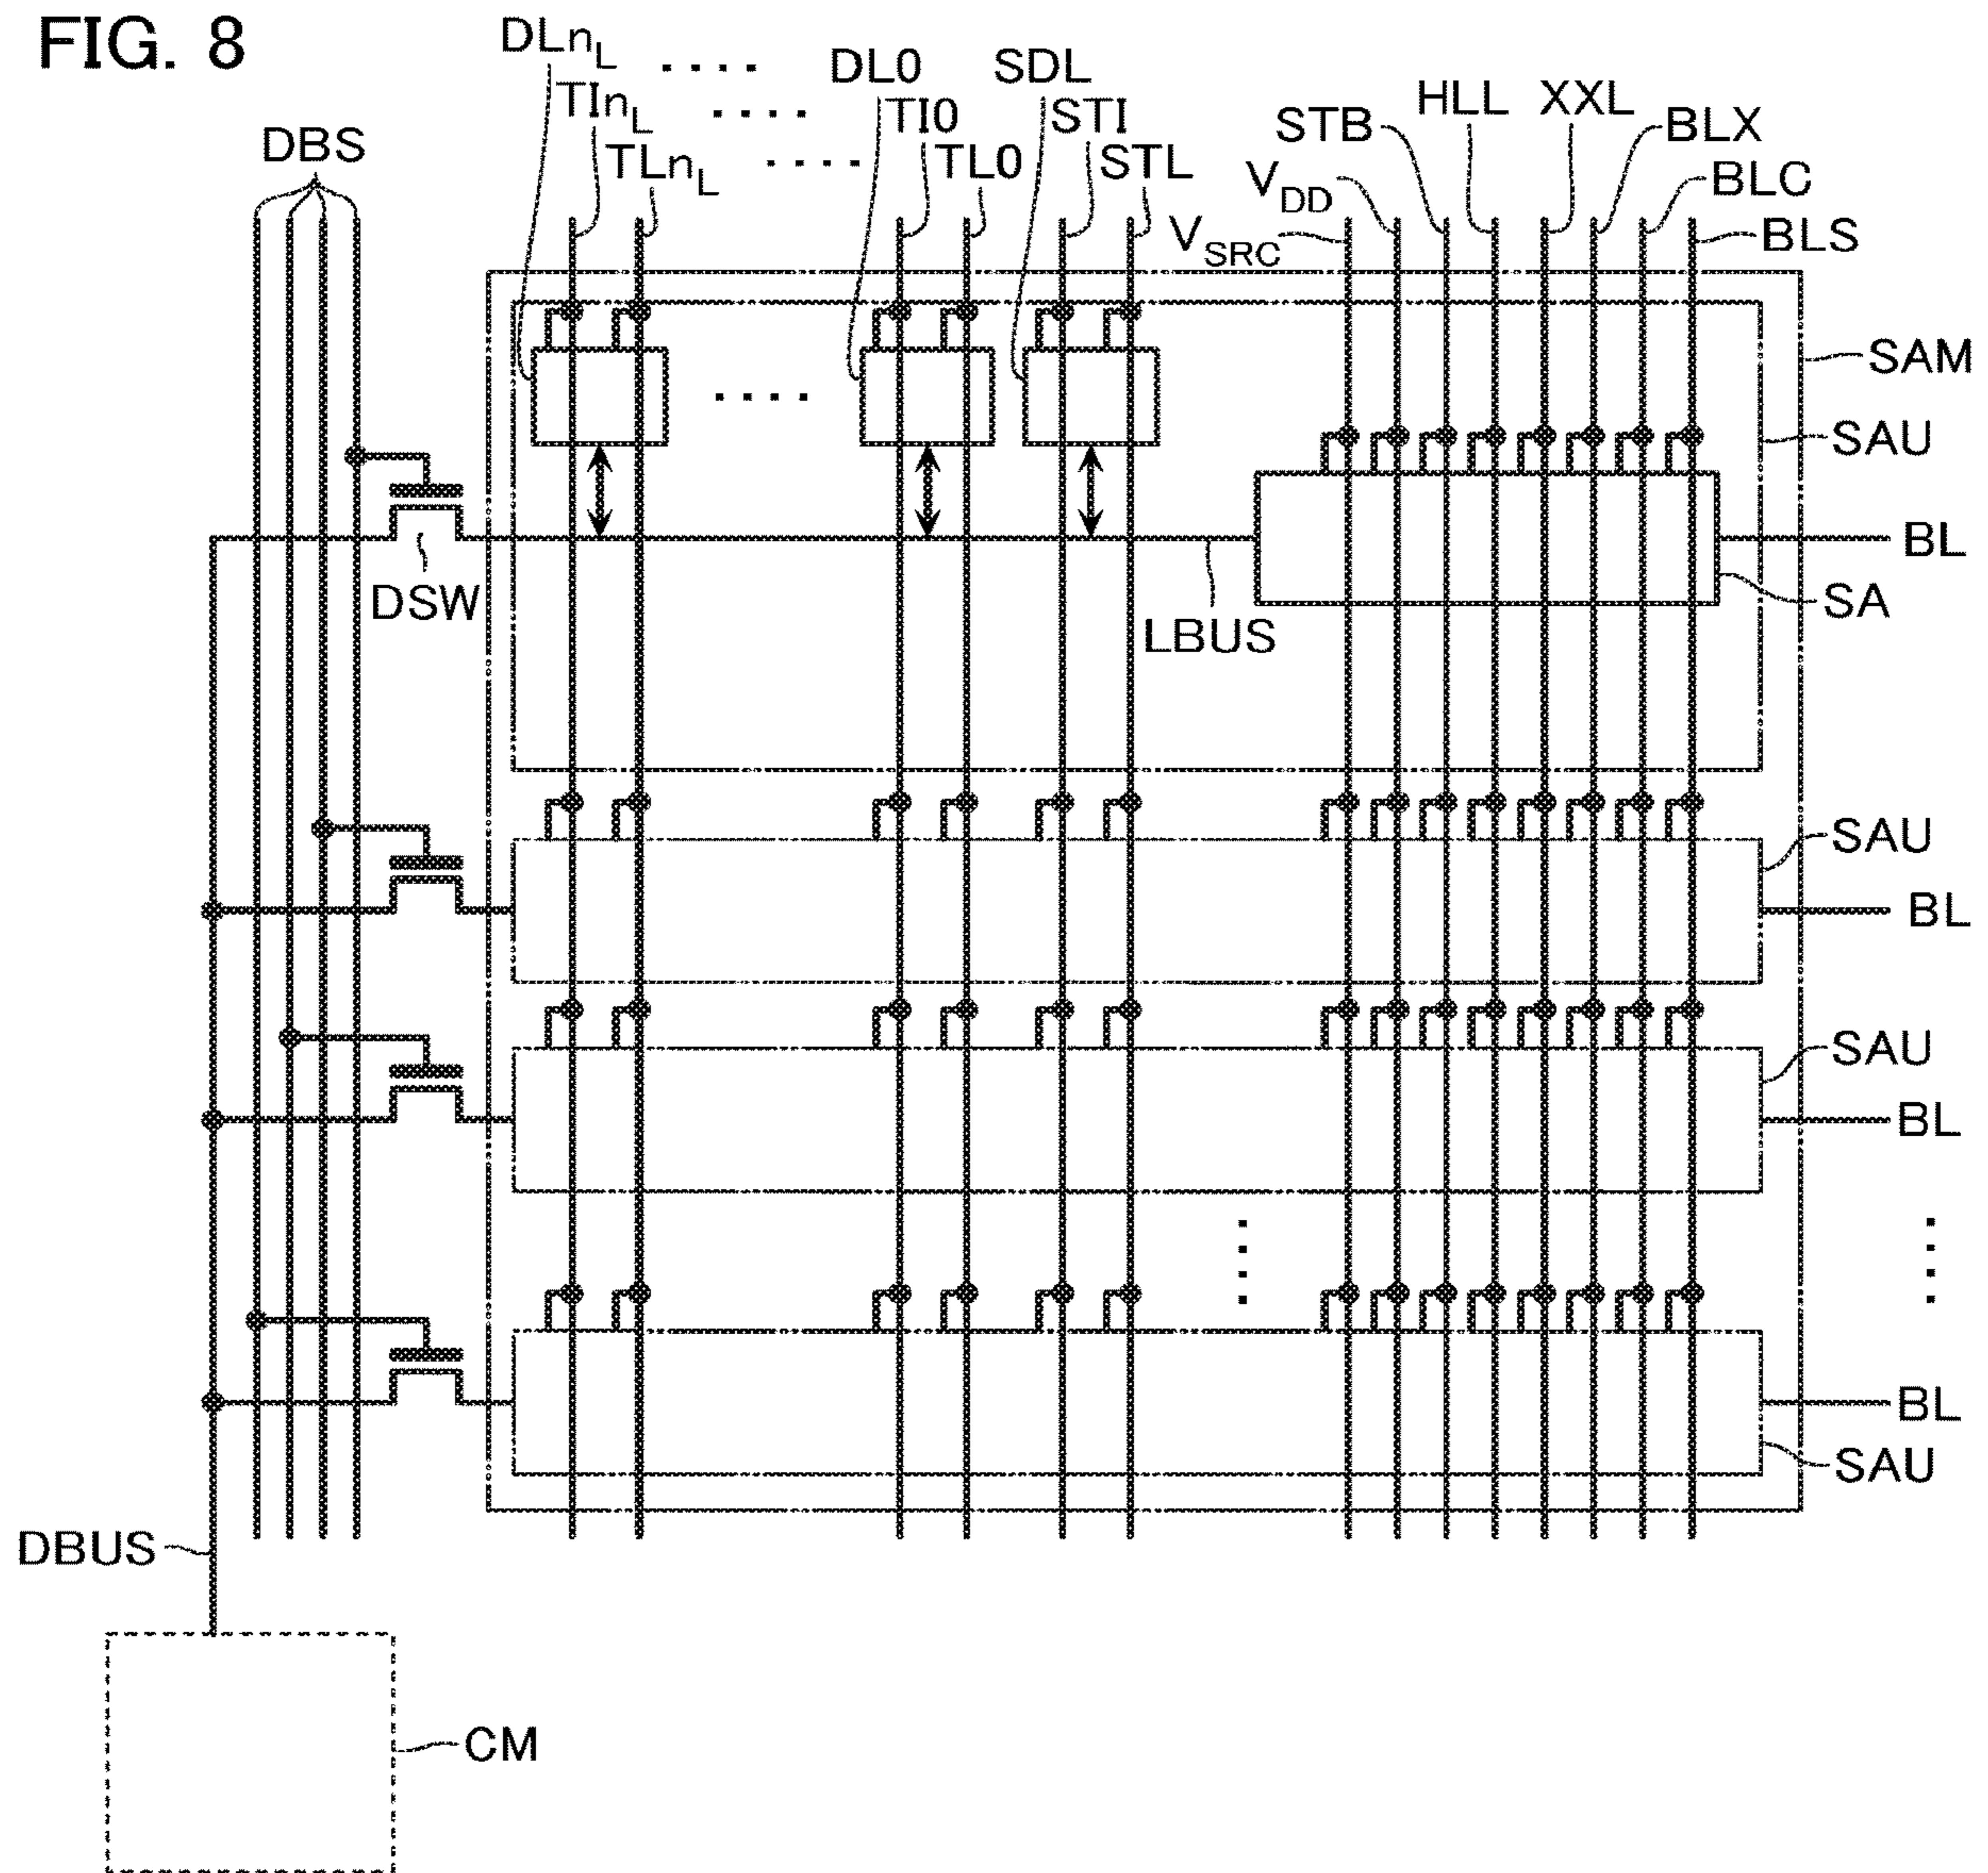 FIG. 8
DLnL ····
TInL ····
TLnL ····
DL0
TI0
TL0
SDL
STI
STL
DBS
VSRC
VDD
STB
HLL
XXL
BLX
BLC
BLS
SAM
SAU
BL
SA
DSW
LBUS
SAU
BL
SAU
BL
BL
SAU
DBUS
CM